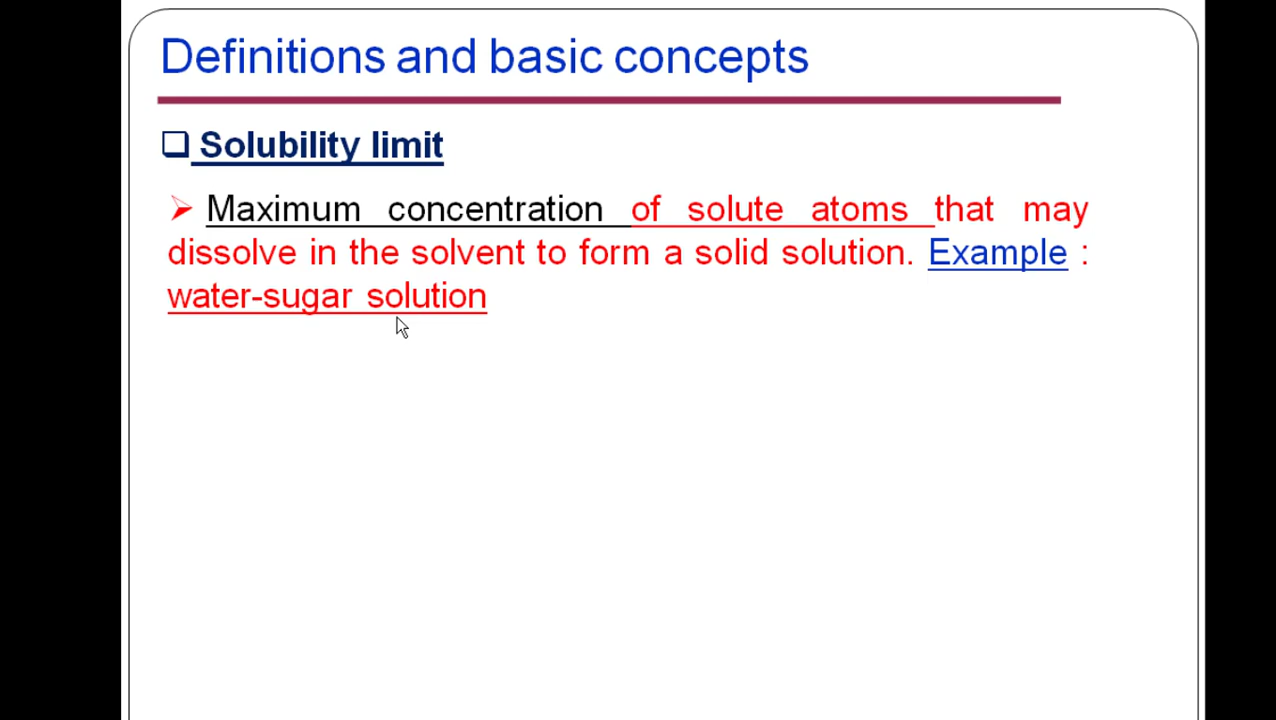 Definitions and basic concepts
Solubility limit
Maximum concentration of solute atoms that may
dissolve in the solvent to form a solid solution. Example :
water-sugar solution